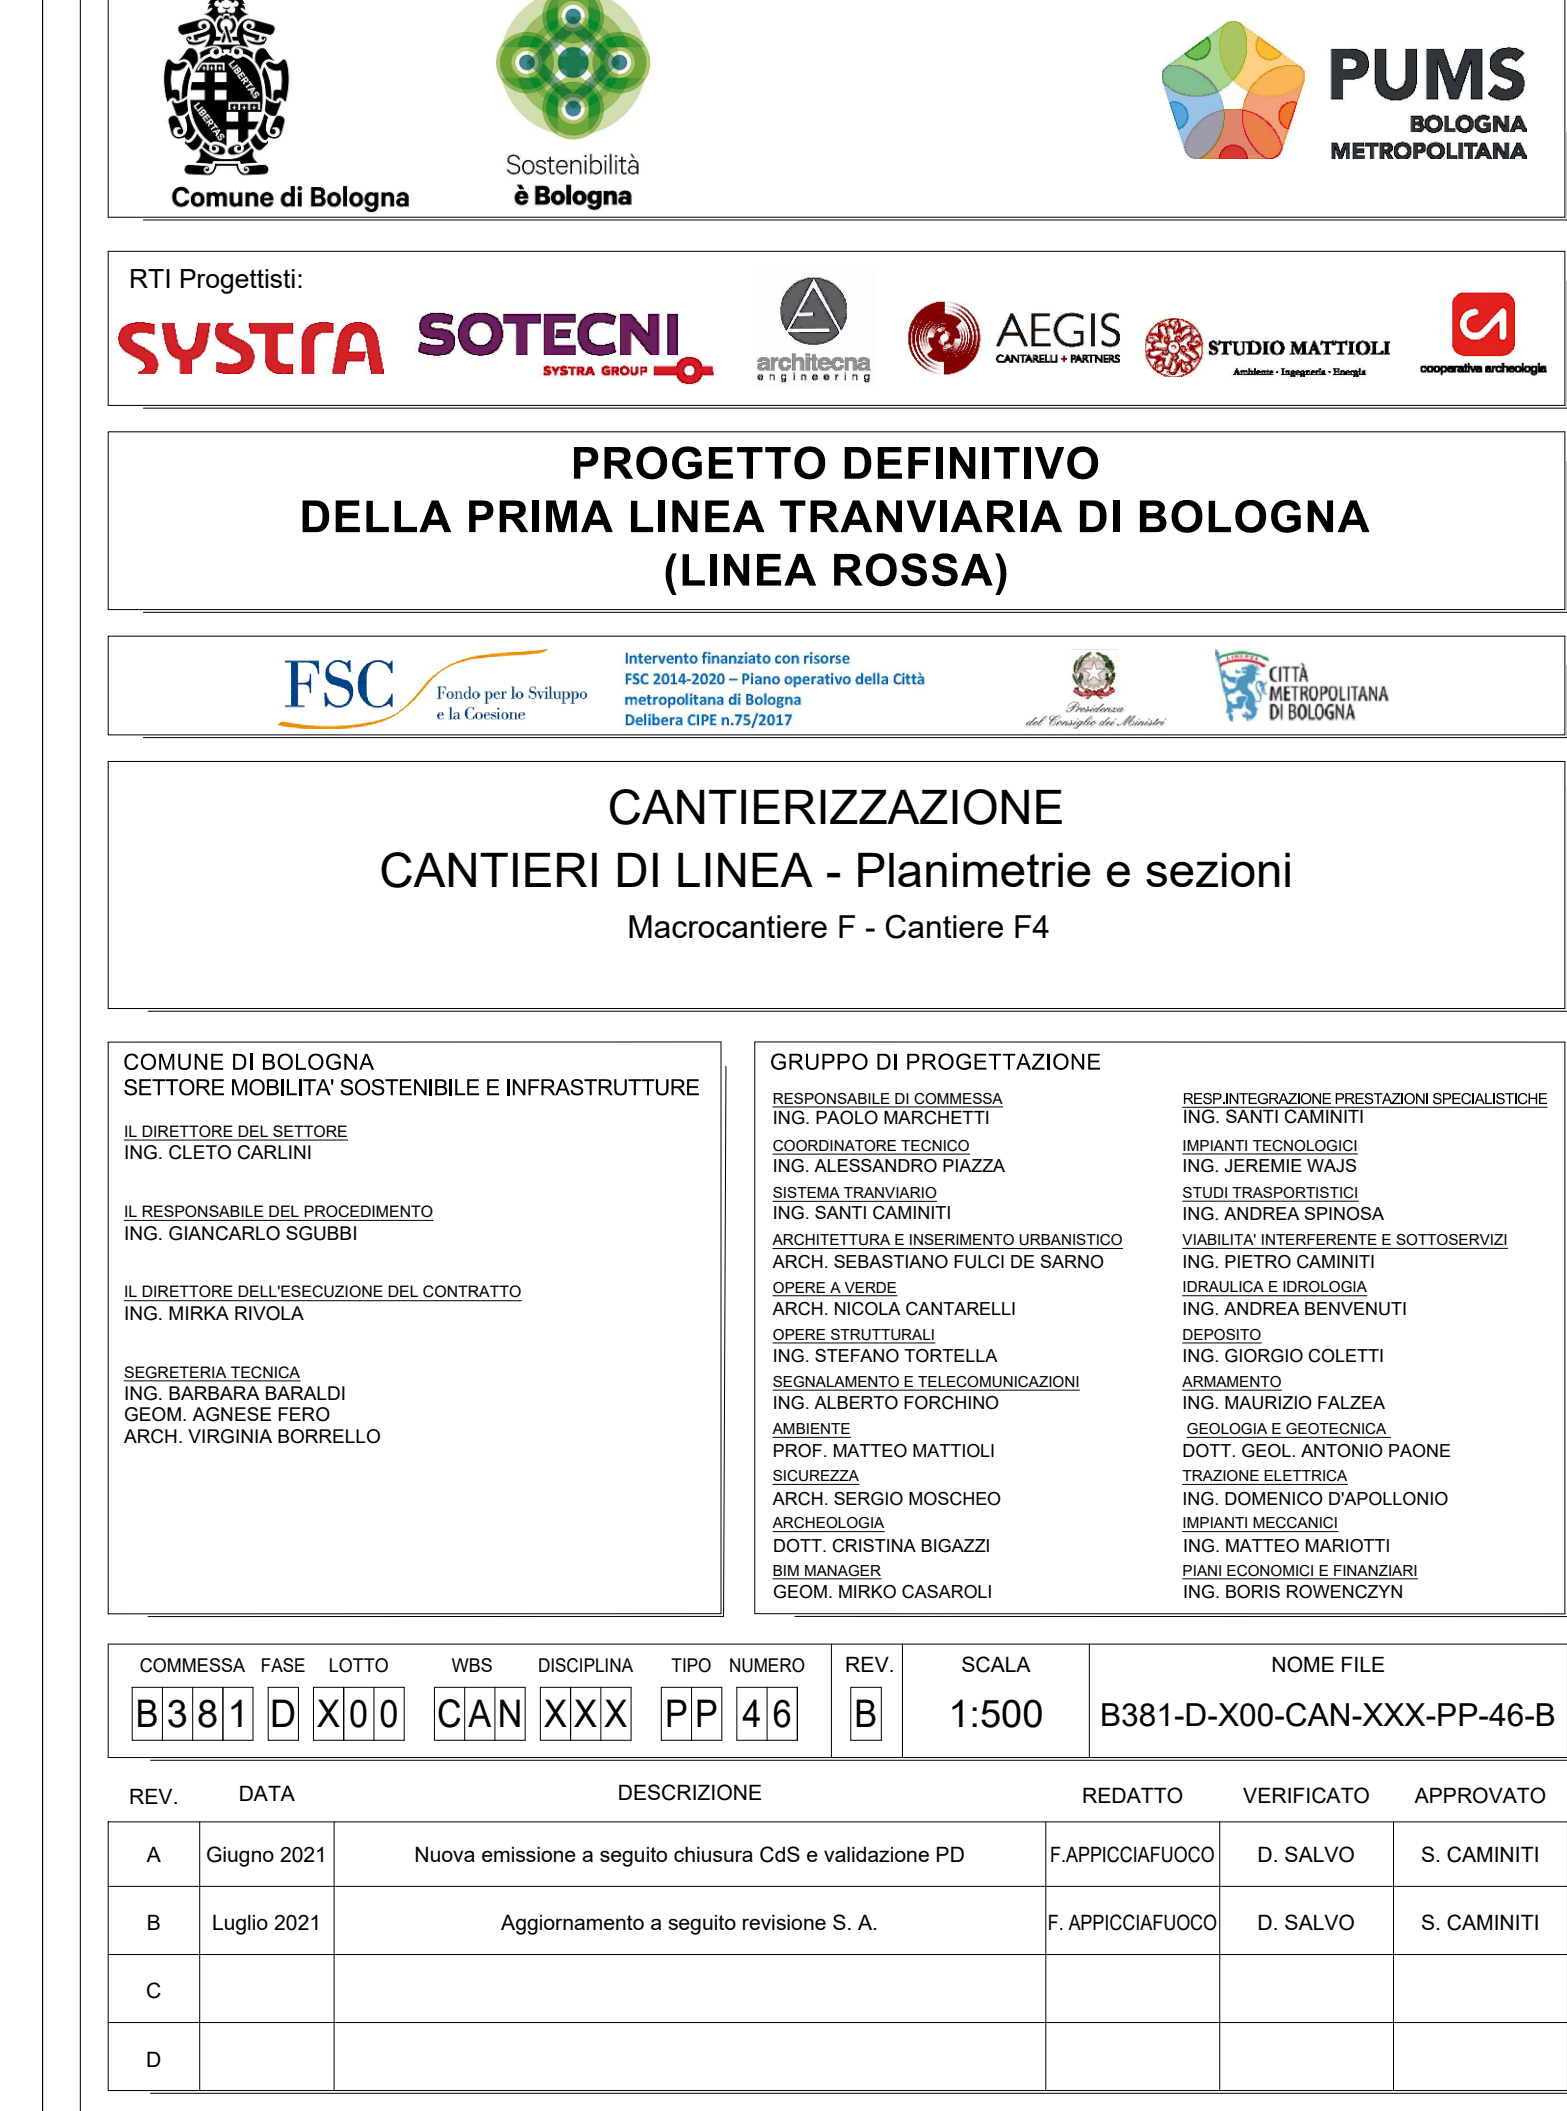 LIBERTAS
LIBERTAS
Comune di Bologna
Sostenibilità
è Bologna
PUMS
BOLOGNA
METROPOLITANA
RTI Progettisti:
SYSTRA
SOTECNI
SYSTRA GROUP
architecna
engineering
AEGIS
CANTARELLI + PARTNERS
STUDIO MATTIOLI
Ambiente - Ingegneria - Energia
cooperativa archeologia
PROGETTO DEFINITIVO
DELLA PRIMA LINEA TRANVIARIA DI BOLOGNA
(LINEA ROSSA)
FSC
Fondo per lo Sviluppo
e la Coesione
Intervento finanziato con risorse
FSC 2014-2020 – Piano operativo della Città
metropolitana di Bologna
Delibera CIPE n.75/2017
Presidenza
del Consiglio dei Ministri
CITTÀ
METROPOLITANA
DI BOLOGNA
CANTIERIZZAZIONE
CANTIERI DI LINEA - Planimetrie e sezioni
Macrocantiere F - Cantiere F4
COMUNE DI BOLOGNA
SETTORE MOBILITA' SOSTENIBILE E INFRASTRUTTURE
IL DIRETTORE DEL SETTORE
ING. CLETO CARLINI
IL RESPONSABILE DEL PROCEDIMENTO
ING. GIANCARLO SGUBBI
IL DIRETTORE DELL'ESECUZIONE DEL CONTRATTO
ING. MIRKA RIVOLA
SEGRETERIA TECNICA
ING. BARBARA BARALDI
GEOM. AGNESE FERO
ARCH. VIRGINIA BORRELLO
GRUPPO DI PROGETTAZIONE
RESPONSABILE DI COMMESSA
ING. PAOLO MARCHETTI
COORDINATORE TECNICO
ING. ALESSANDRO PIAZZA
SISTEMA TRANVIARIO
ING. SANTI CAMINITI
ARCHITETTURA E INSERIMENTO URBANISTICO
ARCH. SEBASTIANO FULCI DE SARNO
OPERE A VERDE
ARCH. NICOLA CANTARELLI
OPERE STRUTTURALI
ING. STEFANO TORTELLA
SEGNALAMENTO E TELECOMUNICAZIONI
ING. ALBERTO FORCHINO
AMBIENTE
PROF. MATTEO MATTIOLI
SICUREZZA
ARCH. SERGIO MOSCHEO
ARCHEOLOGIA
DOTT. CRISTINA BIGAZZI
BIM MANAGER
GEOM. MIRKO CASAROLI
RESP.INTEGRAZIONE PRESTAZIONI SPECIALISTICHE
ING. SANTI CAMINITI
IMPIANTI TECNOLOGICI
ING. JEREMIE WAJS
STUDI TRASPORTISTICI
ING. ANDREA SPINOSA
VIABILITA' INTERFERENTE E SOTTOSERVIZI
ING. PIETRO CAMINITI
IDRAULICA E IDROLOGIA
ING. ANDREA BENVENUTI
DEPOSITO
ING. GIORGIO COLETTI
ARMAMENTO
ING. MAURIZIO FALZEA
GEOLOGIA E GEOTECNICA
DOTT. GEOL. ANTONIO PAONE
TRAZIONE ELETTRICA
ING. DOMENICO D'APOLLONIO
IMPIANTI MECCANICI
ING. MATTEO MARIOTTI
PIANI ECONOMICI E FINANZIARI
ING. BORIS ROWENCZYN
COMMESSA FASE LOTTO WBS DISCIPLINA TIPO NUMERO REV. SCALA NOME FILE
B381 D X00 CAN XXX PP 46 B 1:500 B381-D-X00-CAN-XXX-PP-46-B
REV. DATA DESCRIZIONE REDATTO VERIFICATO APPROVATO
A Giugno 2021 Nuova emissione a seguito chiusura CdS e validazione PD F.APPICCIAFUOCO D. SALVO S. CAMINITI
B Luglio 2021 Aggiornamento a seguito revisione S. A. F. APPICCIAFUOCO D. SALVO S. CAMINITI
C
D